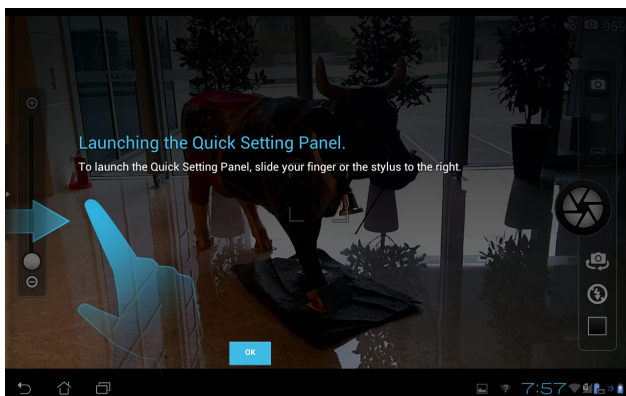 959
Launching the Quick Setting Panel.
To launch the Quick Setting Panel, slide your finger or the stylus to the right.
OK
7:57